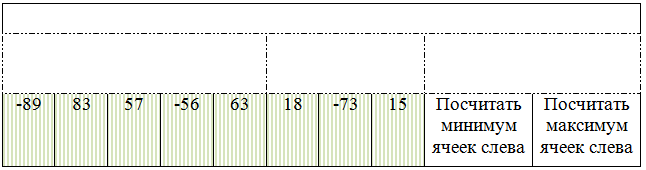 -89 83 57 -56 63 18 -73 15 Посчитать Посчитать
минимум максимум
ячеек слева ячеек слева